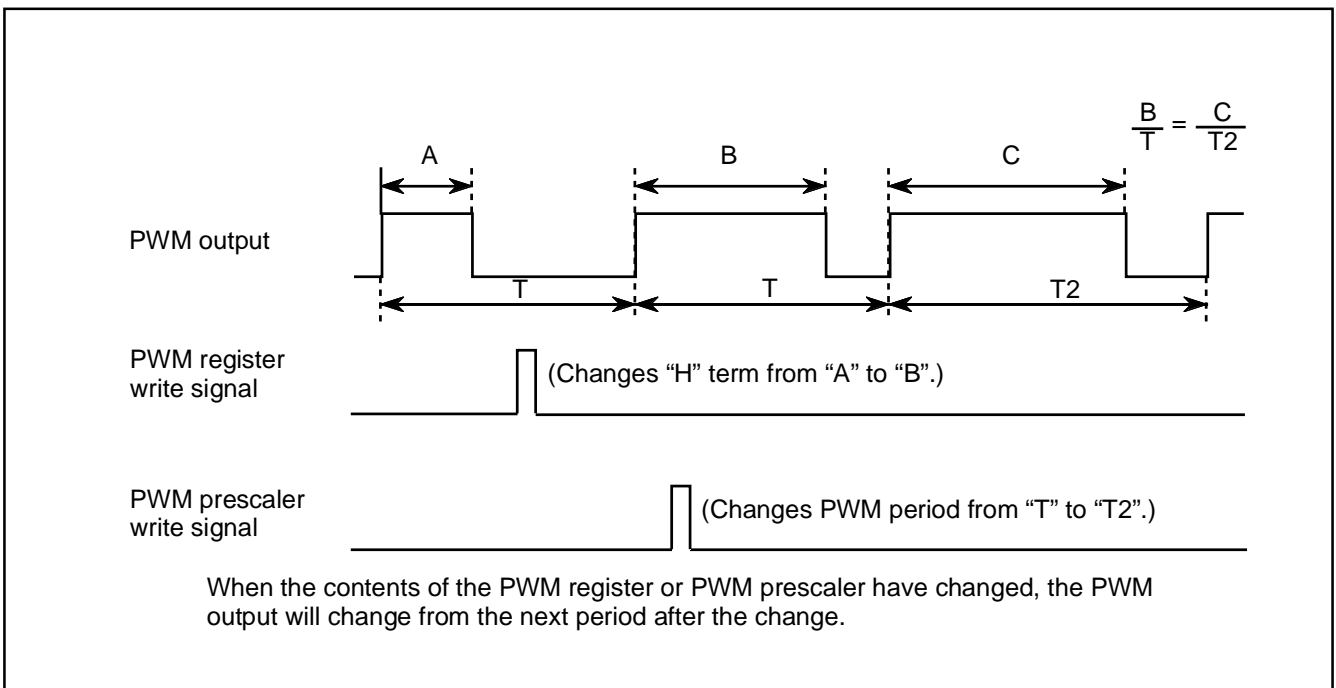 B = C
T T2
A B C
PWM output
T T T2
PWM register
write signal
(Changes “H” term from “A” to “B”.)
PWM prescaler
write signal
(Changes PWM period from “T” to “T2”.)
When the contents of the PWM register or PWM prescaler have changed, the PWM
output will change from the next period after the change.